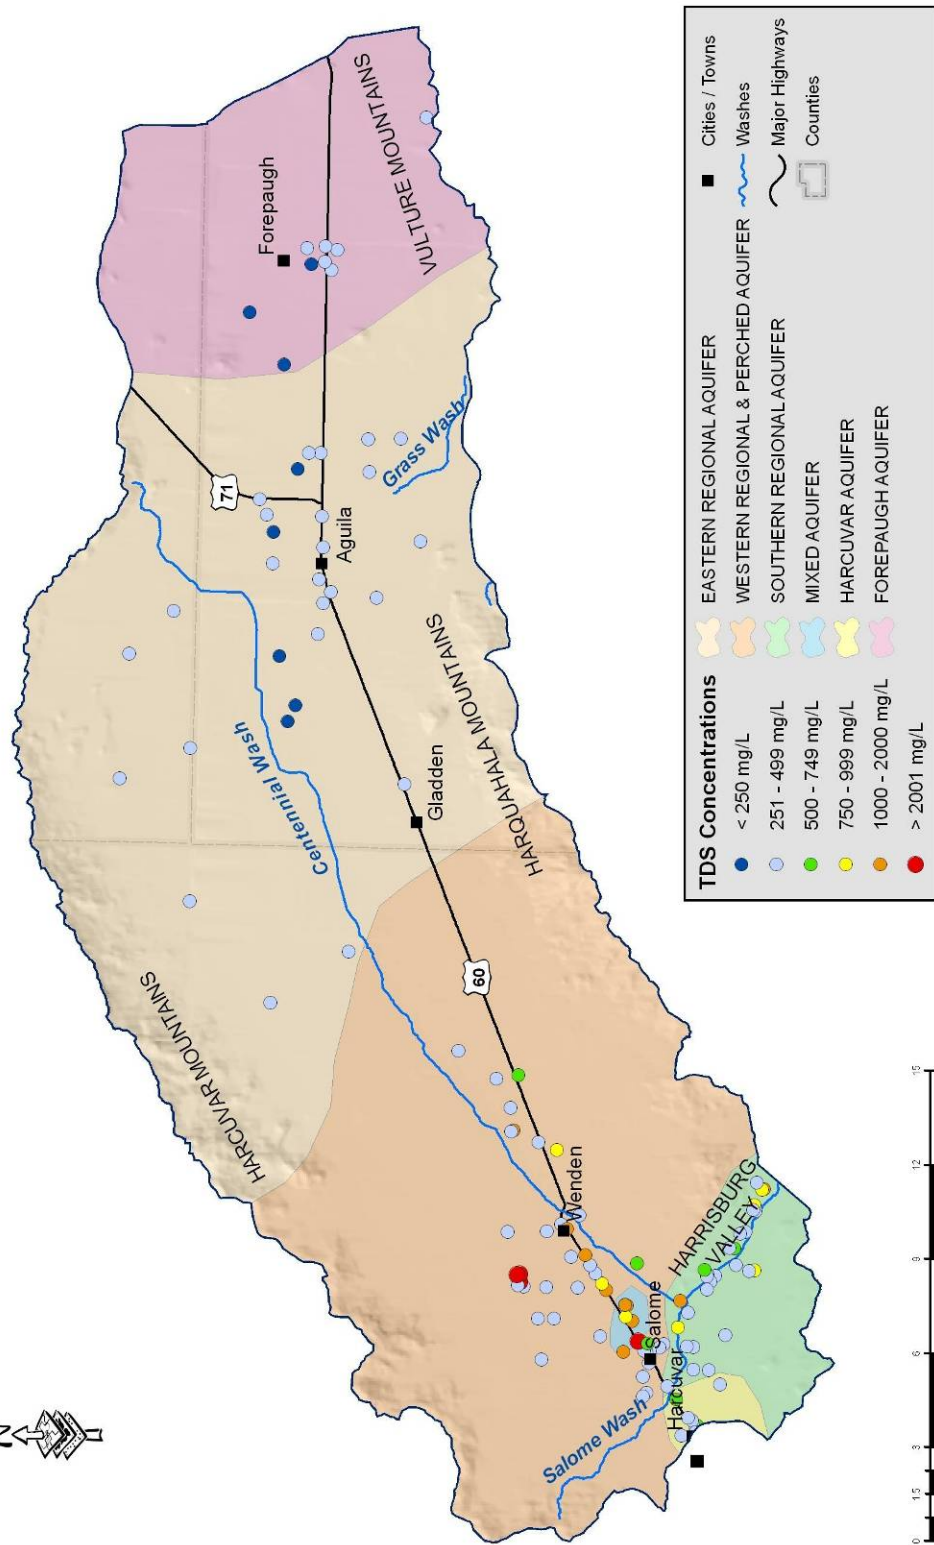 N
HARCUVAR MOUNTAINS
Centennial Wash
71
Forepaugh
VULTURE MOUNTAINS
Grass Wash
Aguila
HARQUAHALA MOUNTAINS
Gladden
60
Wenden
HARRISBURG
VALLEY
Salome
Harcuvar
Salome Wash
TDS Concentrations
< 250 mg/L
251 - 499 mg/L
500 - 749 mg/L
750 - 999 mg/L
1000 - 2000 mg/L
> 2001 mg/L
EASTERN REGIONAL AQUIFER
WESTERN REGIONAL & PERCHED AQUIFER
SOUTHERN REGIONAL AQUIFER
MIXED AQUIFER
HARCUVAR AQUIFER
FOREPAUGH AQUIFER
Cities / Towns
Washes
Major Highways
Counties
0 1.5 3 6 9 12 15